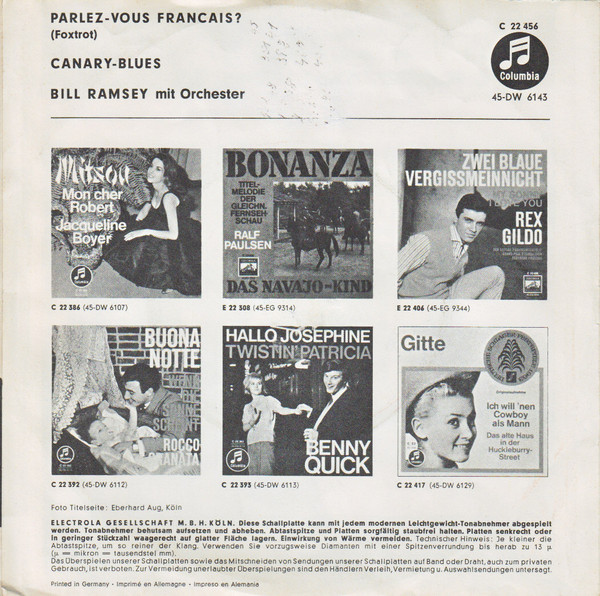 PARLEZ-VOUS FRANCAIS?
(Foxtrot)
CANARY-BLUES
BILL RAMSEY mit Orchester
C 22 456
Columbia
45-DW 6143
Mitsou
Mon cher
Robert
Jacqueline
Boyer
C 22 386 (45-DW 6107)
BONANZA
TITEL-
MELODIE
DER
GLEICHN.
FERNSEH-
SCHAU
RALF
PAULSEN
DAS NAVAJO-KIND
E 22 308 (45-EG 9314)
ZWEI BLAUE
VERGISSMEINNICHT
YOU
REX
GILDO
E 22 406 (45-EG 9344)
BUONA
NOTTE
WENN
DIE
SONNE
SCHEINT
ROCCO
GRANATA
C 22 392 (45-DW 6112)
HALLO JOSEPHINE
TWISTIN' PATRICIA
BENNY
QUICK
C 22 393 (45-DW 6113)
Gitte
Ich will 'nen
Cowboy
als Mann
Das alte Haus
in der
Huckleburry-
Street
C 22 417 (45-DW 6129)
Foto Titelseite: Eberhard Aug, Köln
ELECTROLA GESELLSCHAFT M. B. H. KÖLN. Diese Schallplatte kann mit jedem modernen Leichtgewicht-Tonabnehmer abgespielt
werden. Tonabnehmer behutsam aufsetzen und abheben. Abtastspitze und Platten sorgfältig staubfrei halten. Platten senkrecht oder
in geringer Stückzahl waagerecht auf glatter Fläche lagern. Einwirkung von Wärme vermeiden. Technischer Hinweis: Je kleiner die
Abtastspitze, um so reiner der Klang. Verwenden Sie vorzugsweise Diamanten mit einer Spitzenverrundung bis herab zu 13 µ
(µ = mikron = tausendstel mm).
Das Überspielen unserer Schallplatten sowie das Mitschneiden von Sendungen unserer Schallplatten auf Band oder Draht, auch zum privaten
Gebrauch, ist verboten. Zur Vermeidung unerlaubter Überspielungen sind den Händlern Verleih, Vermietung u. Auswahlsendungen untersagt.
Printed in Germany · Imprimé en Allemagne · Impreso en Alemania